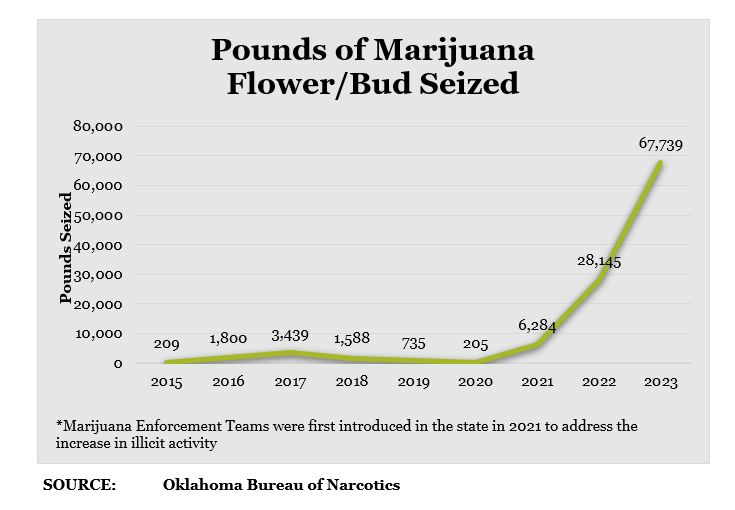 Pounds of Marijuana
Flower/Bud Seized
Pounds Seized
80,000
70,000
60,000
50,000
40,000
30,000
20,000
10,000
0
209
1,800
3,439
1,588
735
205
6,284
28,145
67,739
2015 2016 2017 2018 2019 2020 2021 2022 2023
*Marijuana Enforcement Teams were first introduced in the state in 2021 to address the
increase in illicit activity
SOURCE: Oklahoma Bureau of Narcotics